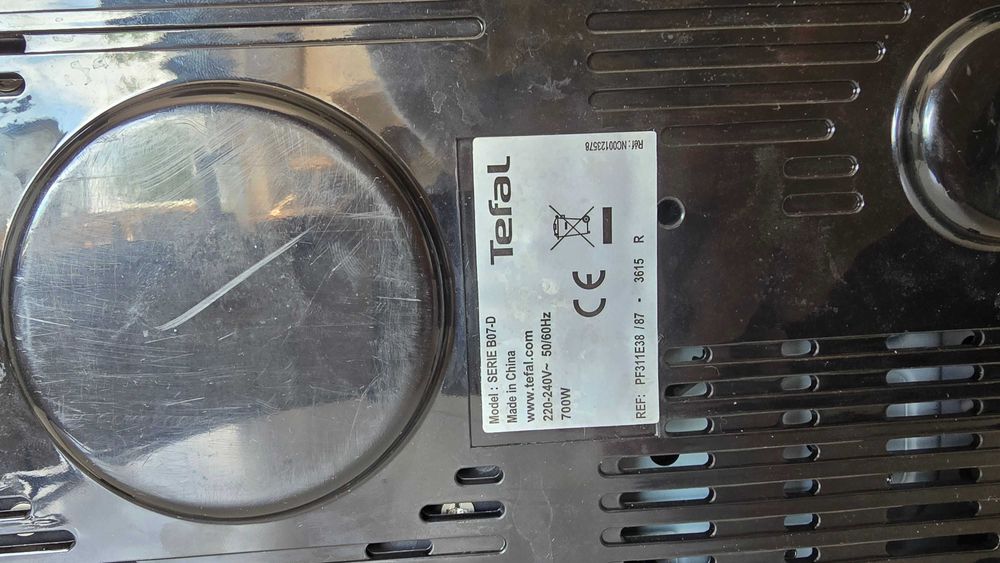 Tefal
Model : SERIE B07-D
Made in China
www.tefal.com
220-240V~ 50/60Hz
700W
CE
REF: PF311E38 / 87 - 3615 R
Réf: NC00123578